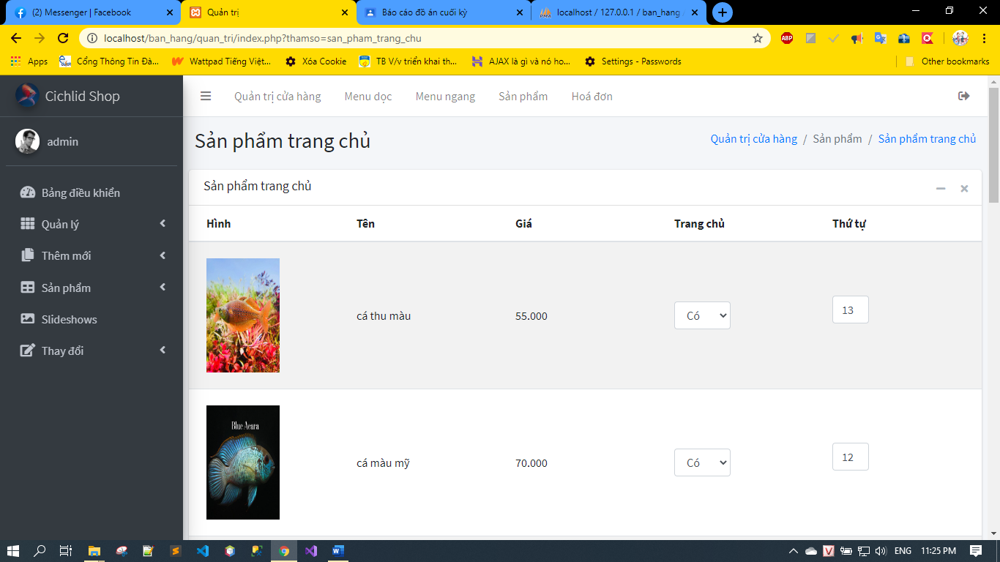 (2) Messenger | Facebook
Quản trị
Báo cáo đồ án cuối kỳ
localhost / 127.0.0.1 / ban_hang
localhost/ban_hang/quan_tri/index.php?thamso=san_pham_trang_chu
ABP
Apps
Cổng Thông Tin Đà...
Wattpad Tiếng Việt...
Xóa Cookie
TB V/v triển khai th...
AJAX là gì và nó ho...
Settings - Passwords
Other bookmarks
Cichlid Shop
Quản trị cửa hàng
Menu dọc
Menu ngang
Sản phẩm
Hoá đơn
admin
Sản phẩm trang chủ
Quản trị cửa hàng / Sản phẩm / Sản phẩm trang chủ
Bảng điều khiển
Quản lý
Thêm mới
Sản phẩm
Slideshows
Thay đổi
Sản phẩm trang chủ
Hình Tên Giá Trang chủ Thứ tự
cá thu màu 55.000 Có 13
Blue Acara
cá màu mỹ 70.000 Có 12
ENG
11:25 PM